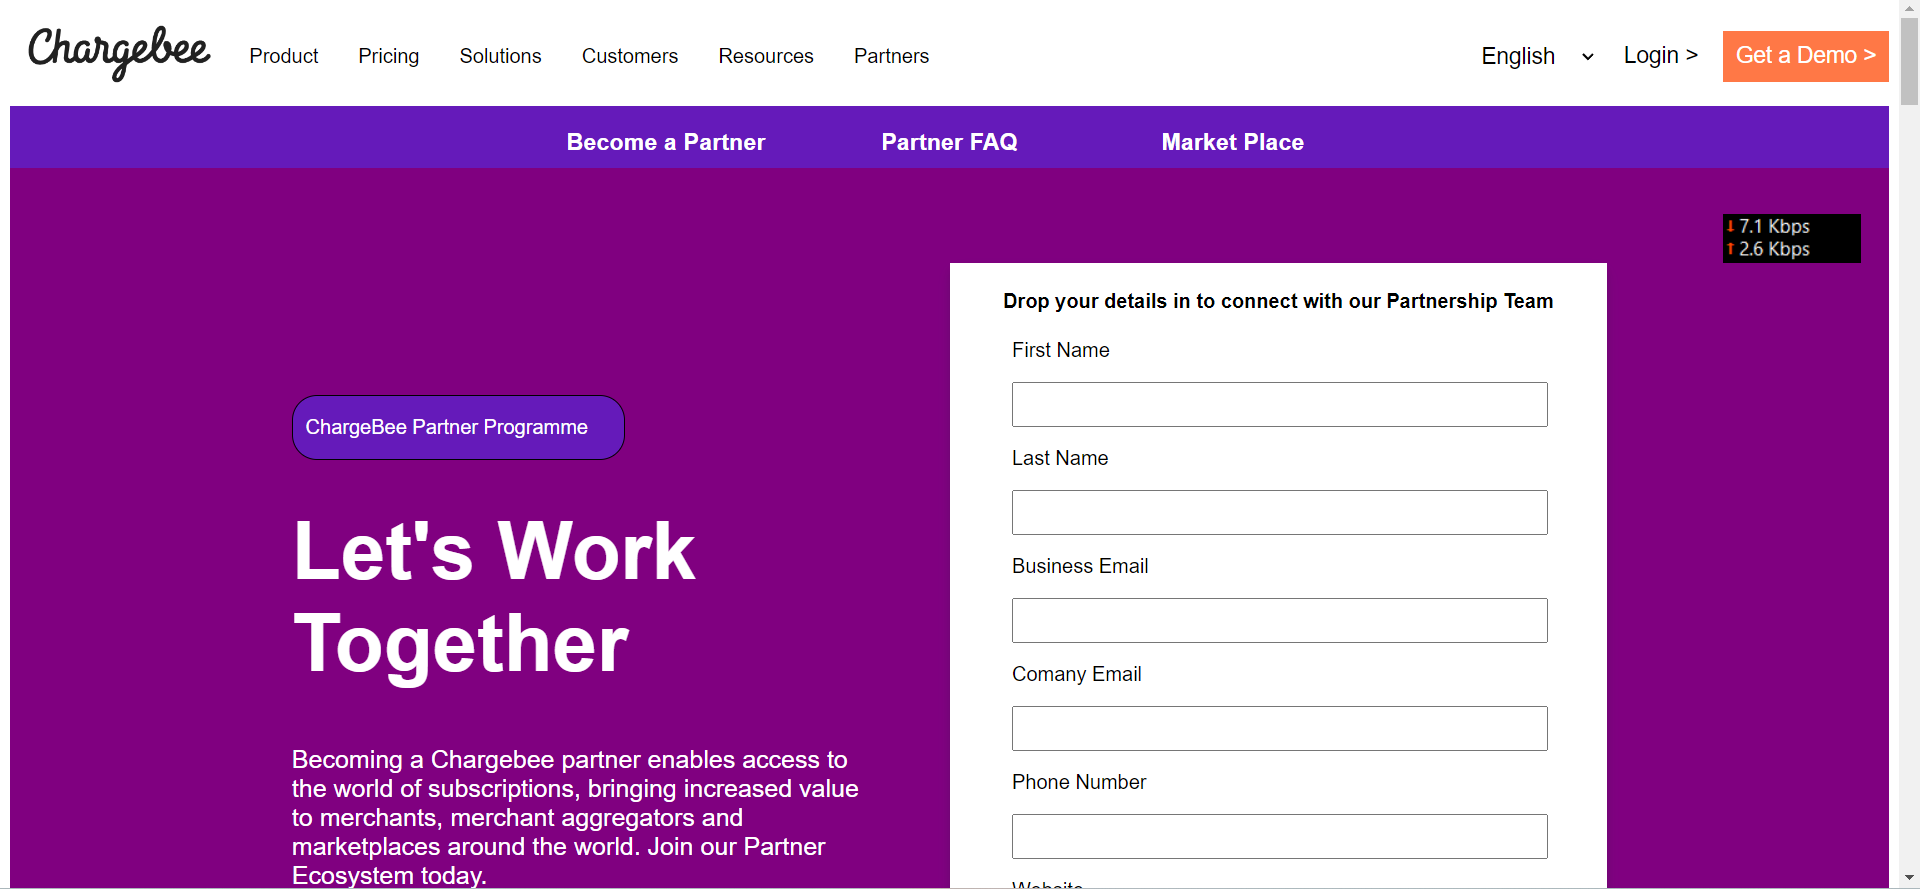 Chargebee Product Pricing Solutions Customers Resources Partners English Login > Get a Demo >
Become a Partner Partner FAQ Market Place
7.1 Kbps
2.6 Kbps
ChargeBee Partner Programme
Let's Work
Together
Becoming a Chargebee partner enables access to
the world of subscriptions, bringing increased value
to merchants, merchant aggregators and
marketplaces around the world. Join our Partner
Ecosystem today.
Drop your details in to connect with our Partnership Team
First Name
Last Name
Business Email
Comany Email
Phone Number
Website